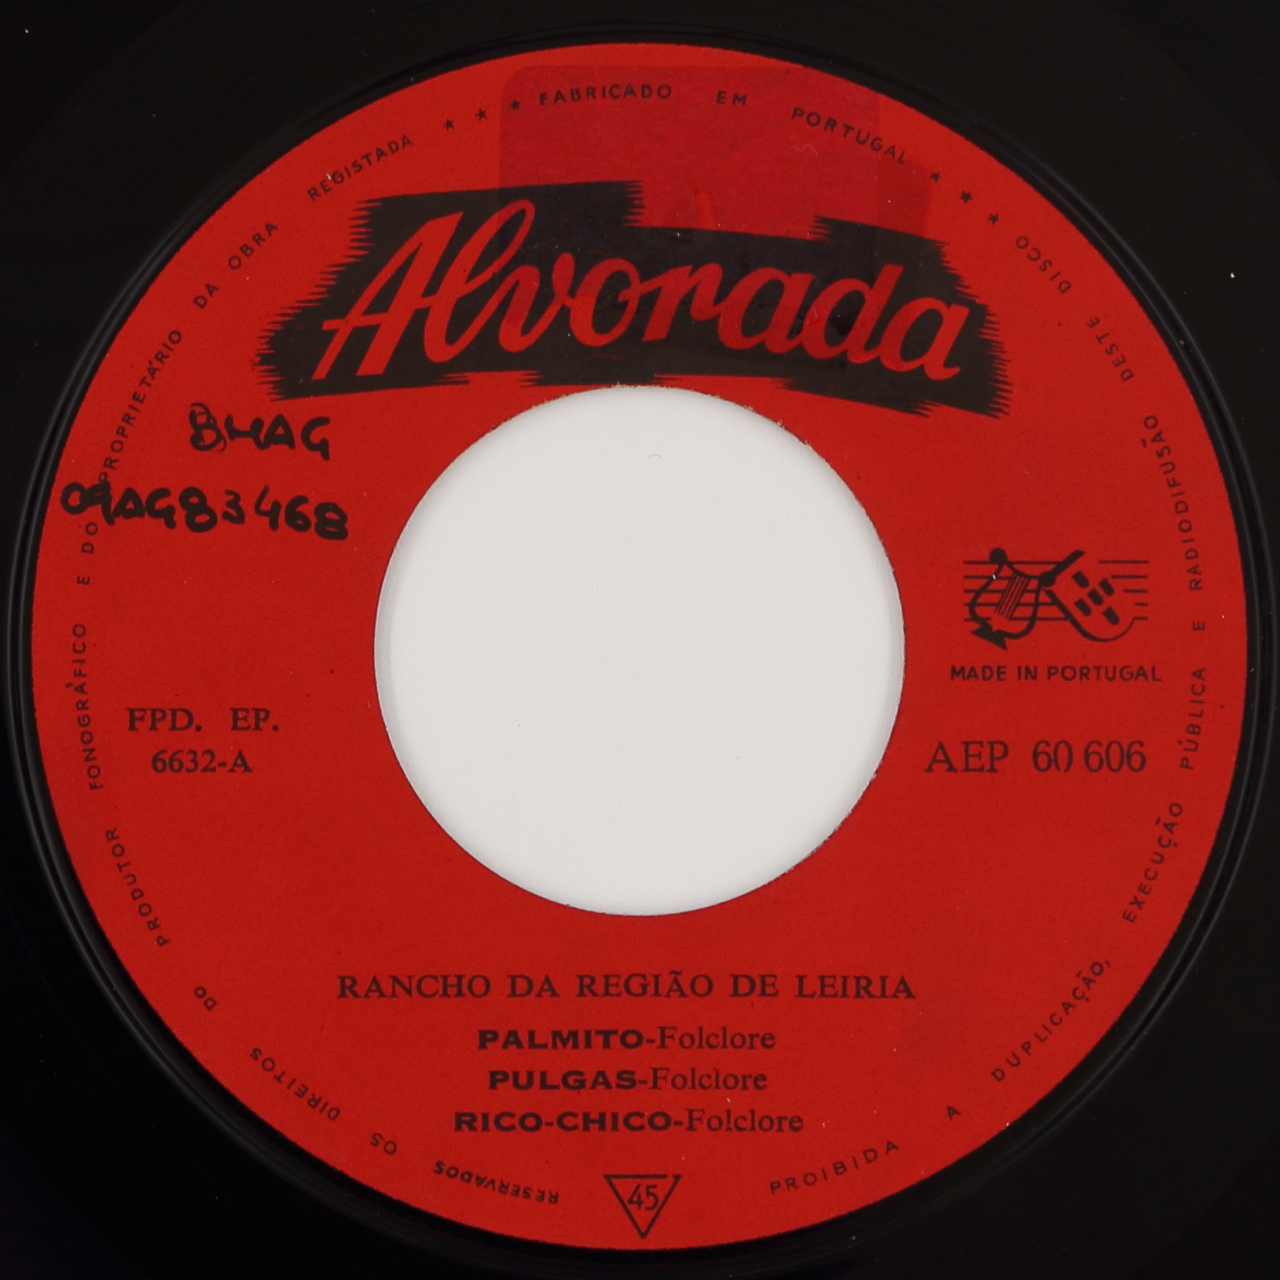 RESERVADOS OS DIREITOS DO PRODUTOR FONOGRÁFICO E DO PROPRIETÁRIO DA OBRA REGISTADA ★ ★ ★ FABRICADO EM PORTUGAL ★ ★ ★
Alvorada
BMAG
09AG83468
MADE IN PORTUGAL
FPD. EP.
6632-A
AEP 60 606
RANCHO DA REGIÃO DE LEIRIA
PALMITO-Folclore
PULGAS-Folclore
RICO-CHICO-Folclore
45
PROIBIDA A DUPLICAÇÃO, EXECUÇÃO PÚBLICA E RADIODIFUSÃO DESTE DISCO